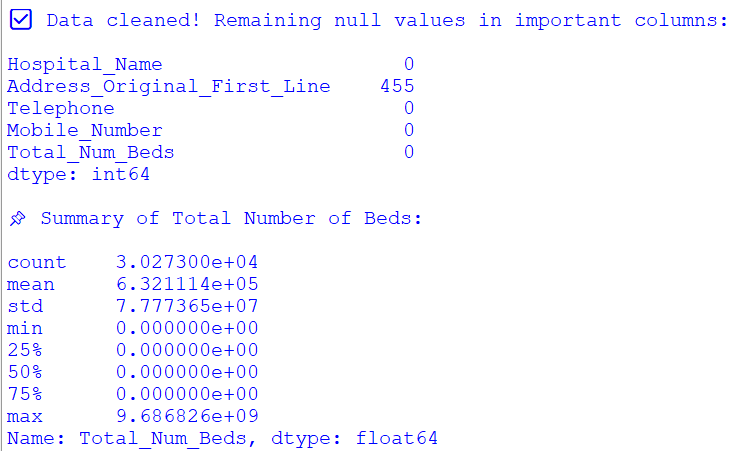 ☑ Data cleaned! Remaining null values in important columns:
Hospital_Name 0
Address_Original_First_Line 455
Telephone 0
Mobile_Number 0
Total_Num_Beds 0
dtype: int64
📌 Summary of Total Number of Beds:
count 3.027300e+04
mean 6.321114e+05
std 7.777365e+07
min 0.000000e+00
25% 0.000000e+00
50% 0.000000e+00
75% 0.000000e+00
max 9.686826e+09
Name: Total_Num_Beds, dtype: float64